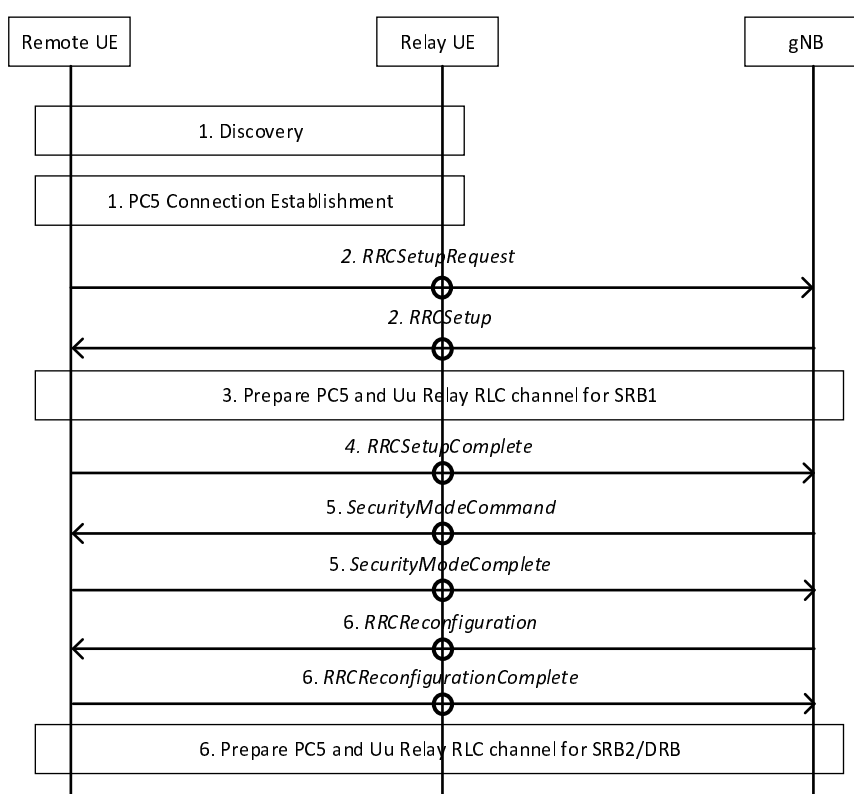 Remote UE
Relay UE
gNB
1. Discovery
1. PC5 Connection Establishment
2. RRCSetupRequest
2. RRCSetup
3. Prepare PC5 and Uu Relay RLC channel for SRB1
4. RRCSetupComplete
5. SecurityModeCommand
5. SecurityModeComplete
6. RRCReconfiguration
6. RRCReconfigurationComplete
6. Prepare PC5 and Uu Relay RLC channel for SRB2/DRB